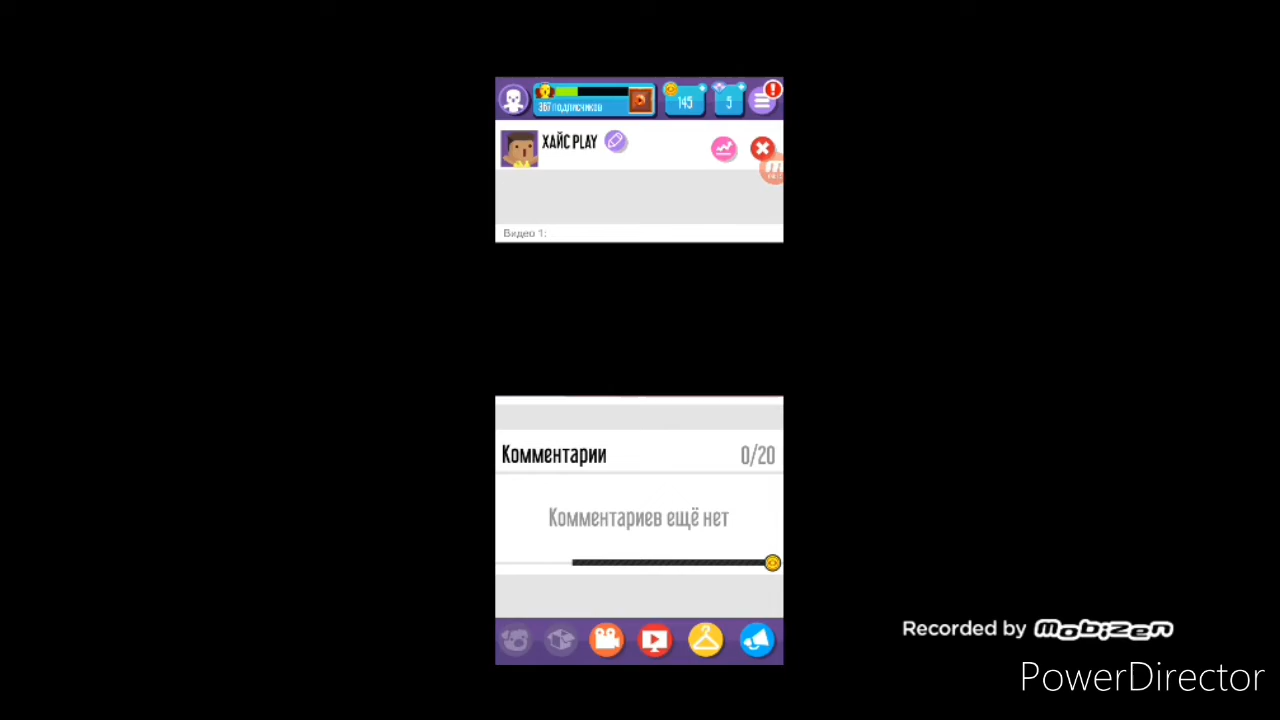 367 подписчиков
145
5
ХАЙС PLAY
Видео 1:
Комментарии
0/20
Комментариев ещё нет
Recorded by mobizen
PowerDirector